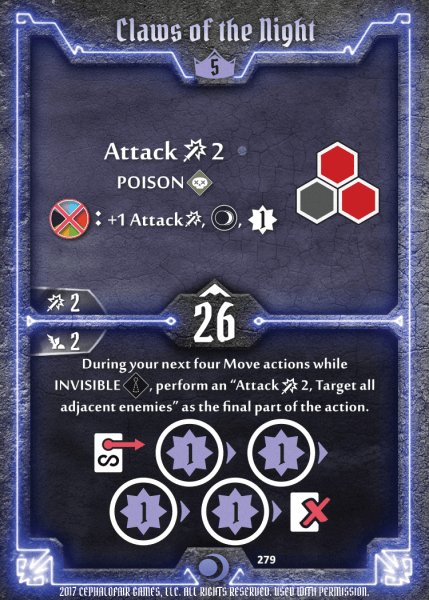 Claws of the Night
5
Attack 2
POISON
: +1 Attack, , 1
2
26
2
During your next four Move actions while
INVISIBLE , perform an “Attack 2, Target all
adjacent enemies” as the final part of the action.
S 1 1
1 1 X
279
2017 CEPHALOFAIR GAMES, LLC. ALL RIGHTS RESERVED. USED WITH PERMISSION.